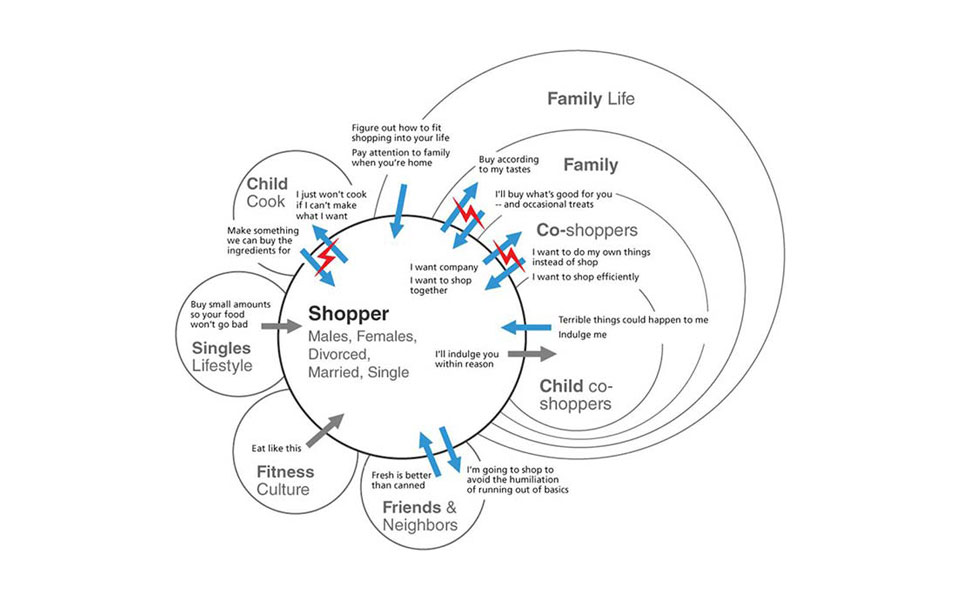 Family Life
Figure out how to fit
shopping into your life
Pay attention to family
when you're home
Buy according
to my tastes
Family
Child
Cook
I just won't cook
if I can't make
what I want
I'll buy what's good for you
-- and occasional treats
Make something
we can buy the
ingredients for
Co-shoppers
I want to do my own things
instead of shop
I want to shop efficiently
I want company
I want to shop
together
Buy small amounts
so your food
won't go bad
Singles
Lifestyle
Shopper
Males, Females,
Divorced,
Married, Single
Terrible things could happen to me
Indulge me
I'll indulge you
within reason
Child co-
shoppers
Eat like this
Fitness
Culture
Fresh is better
than canned
I'm going to shop to
avoid the humiliation
of running out of basics
Friends &
Neighbors